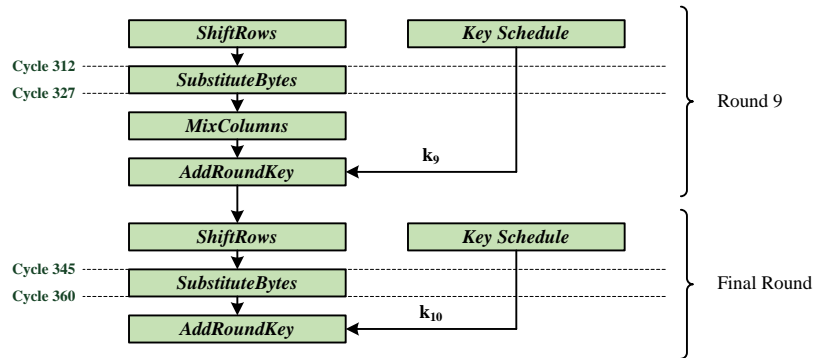 ShiftRows
Key Schedule
Cycle 312
SubstituteBytes
Cycle 327
MixColumns
Round 9
k9
AddRoundKey
ShiftRows
Key Schedule
Cycle 345
SubstituteBytes
Final Round
Cycle 360
k10
AddRoundKey